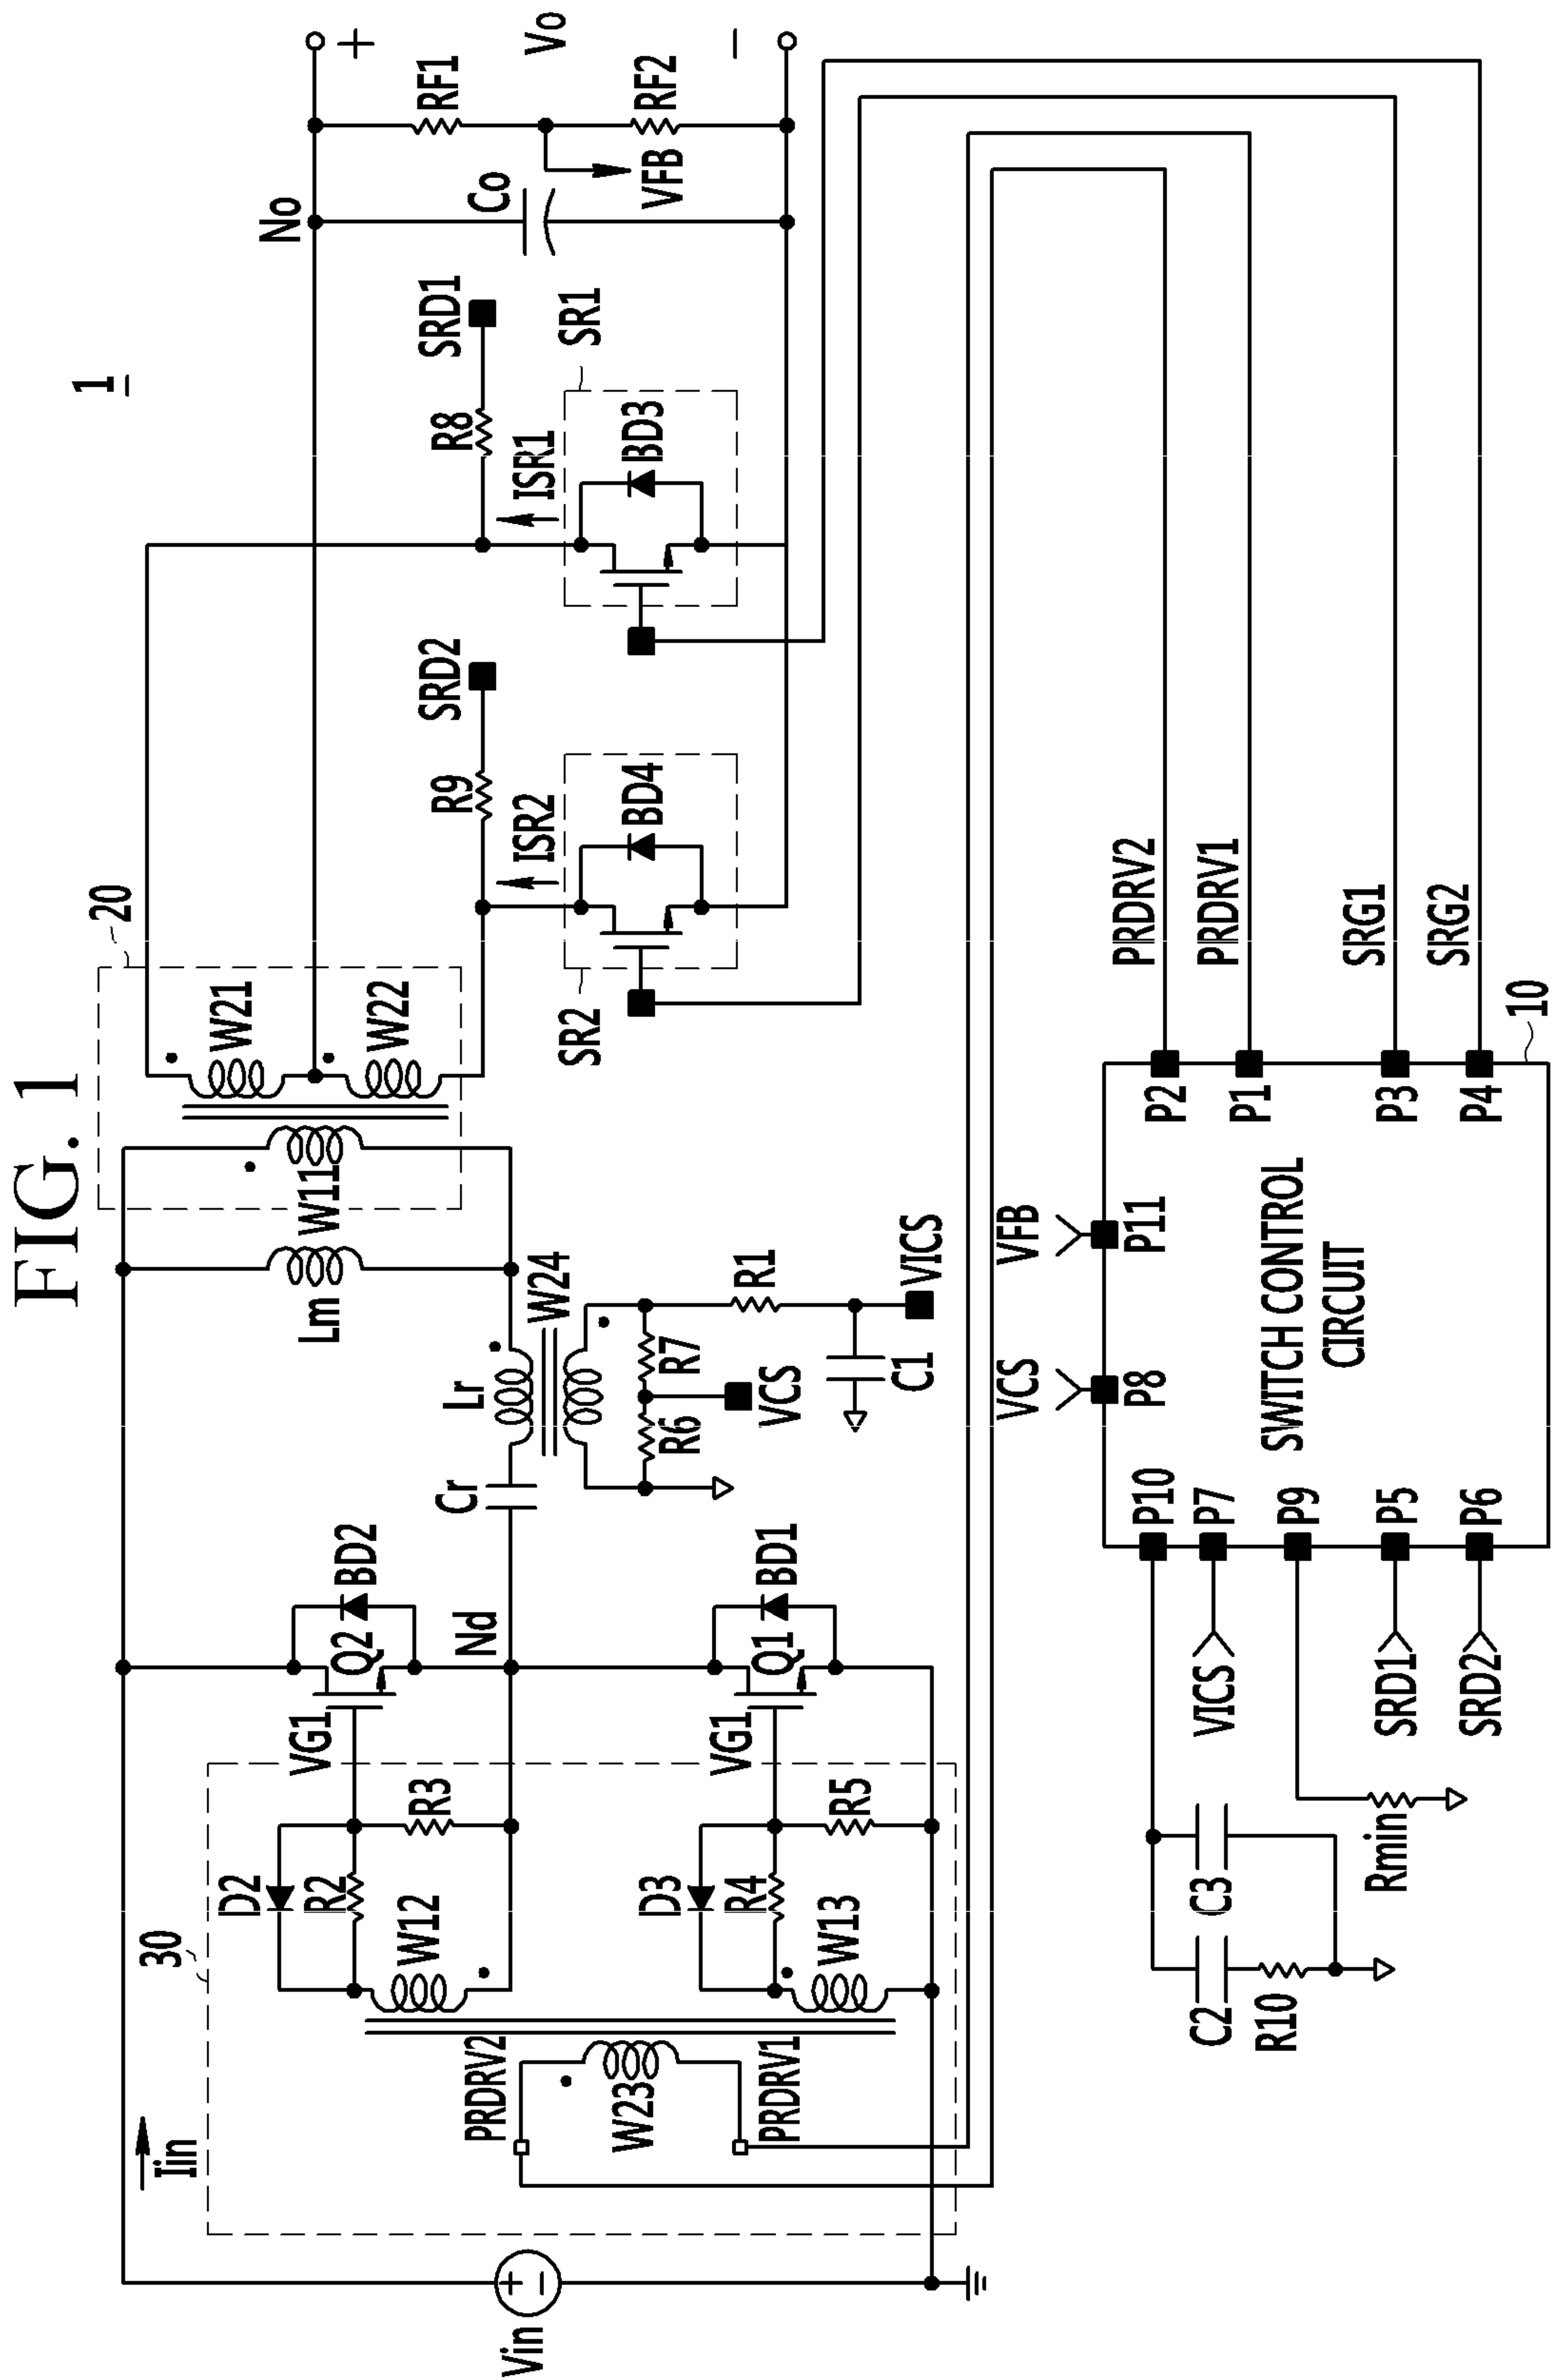 FIG. 1
1
20
No
+
Vo
−
RF1
RF2
VFB
Co
SRD1
R8
ISR1
SR1
BD3
SRD2
R9
ISR2
SR2
BD4
W21
W22
W11
Lm
Lr
W24
Cr
R7
R6
VCS
R1
C1
VICS
Q2
BD2
Nd
Q1
BD1
VG1
VG1
30
D2
R2
R3
W12
D3
R4
R5
W13
PRDRV2
W23
PRDRV1
Iin
Vin
+
−
PRDRV2
PRDRV1
SRG1
SRG2
10
P2
P1
P3
P4
VFB
P11
VCS
P8
SWITCH CONTROL
CIRCUIT
P10
P7
P9
P5
P6
VICS
SRD1
SRD2
C2
C3
R10
Rmin